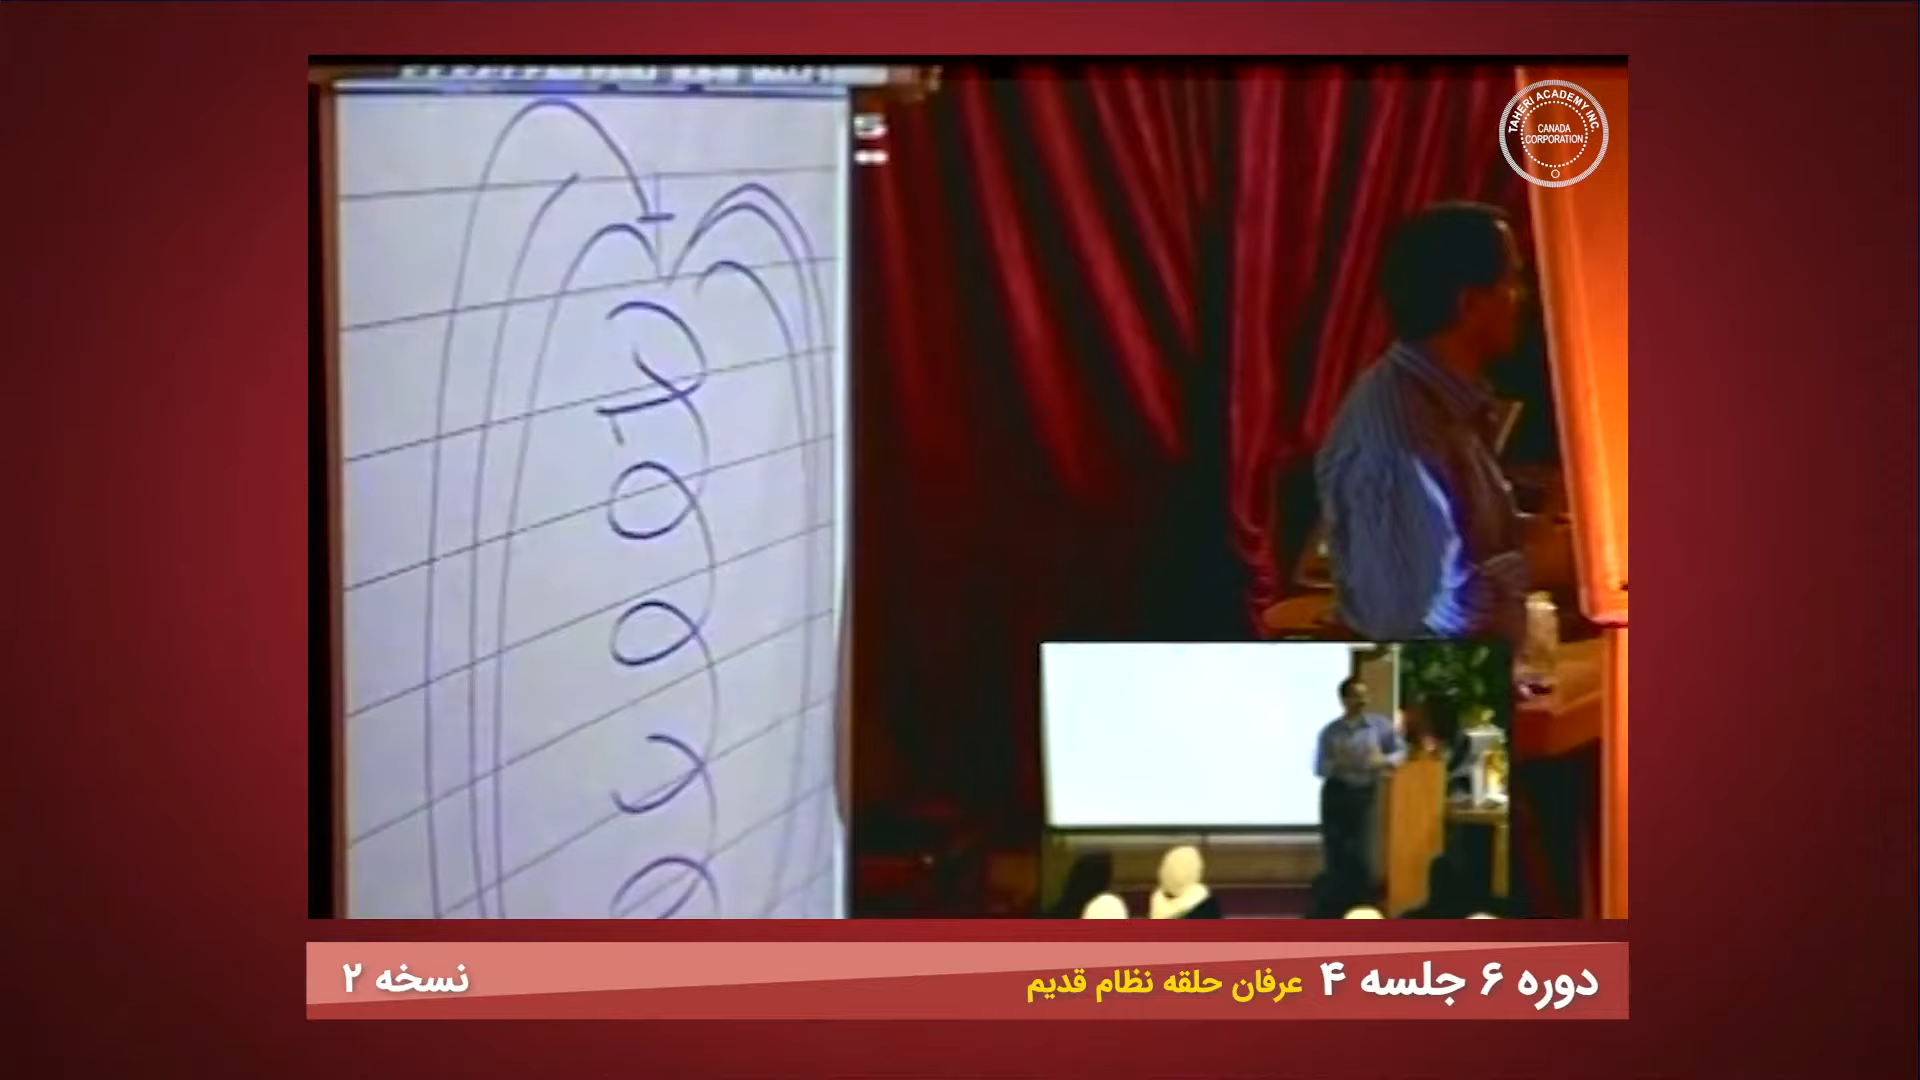 TAHERI ACADEMY INC.
CANADA
CORPORATION
دوره ۶ جلسه ۴ عرفان حلقه نظام قدیم
نسخه ۲